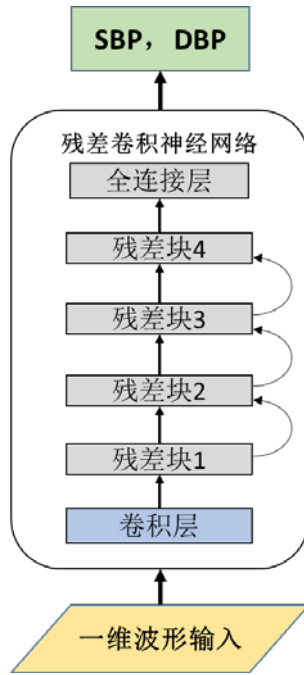 SBP，DBP
残差卷积神经网络
全连接层
残差块4
残差块3
残差块2
残差块1
卷积层
一维波形输入